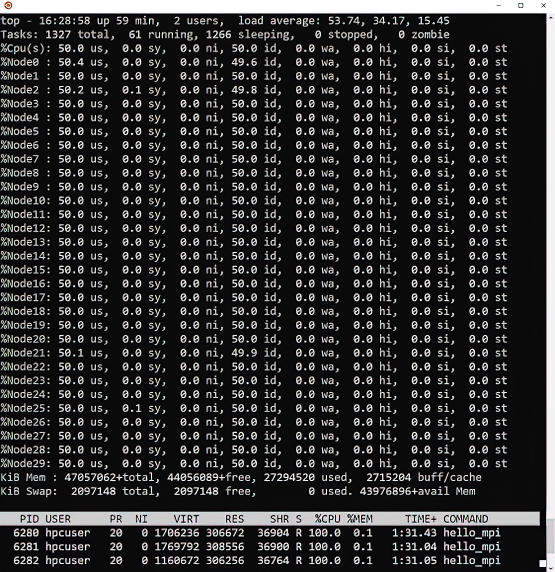 top - 16:28:58 up 59 min,  2 users,  load average: 53.74, 34.17, 15.45
Tasks: 1327 total,  61 running, 1266 sleeping,   0 stopped,   0 zombie
%Cpu(s): 50.0 us,  0.0 sy,  0.0 ni, 50.0 id,  0.0 wa,  0.0 hi,  0.0 si,  0.0 st
%Node0 : 50.4 us,  0.0 sy,  0.0 ni, 49.6 id,  0.0 wa,  0.0 hi,  0.0 si,  0.0 st
%Node1 : 50.0 us,  0.0 sy,  0.0 ni, 50.0 id,  0.0 wa,  0.0 hi,  0.0 si,  0.0 st
%Node2 : 50.2 us,  0.1 sy,  0.0 ni, 49.8 id,  0.0 wa,  0.0 hi,  0.0 si,  0.0 st
%Node3 : 50.0 us,  0.0 sy,  0.0 ni, 50.0 id,  0.0 wa,  0.0 hi,  0.0 si,  0.0 st
%Node4 : 50.0 us,  0.0 sy,  0.0 ni, 50.0 id,  0.0 wa,  0.0 hi,  0.0 si,  0.0 st
%Node5 : 50.0 us,  0.0 sy,  0.0 ni, 50.0 id,  0.0 wa,  0.0 hi,  0.0 si,  0.0 st
%Node6 : 50.0 us,  0.0 sy,  0.0 ni, 50.0 id,  0.0 wa,  0.0 hi,  0.0 si,  0.0 st
%Node7 : 50.0 us,  0.0 sy,  0.0 ni, 50.0 id,  0.0 wa,  0.0 hi,  0.0 si,  0.0 st
%Node8 : 50.0 us,  0.0 sy,  0.0 ni, 50.0 id,  0.0 wa,  0.0 hi,  0.0 si,  0.0 st
%Node9 : 50.0 us,  0.0 sy,  0.0 ni, 50.0 id,  0.0 wa,  0.0 hi,  0.0 si,  0.0 st
%Node10: 50.0 us,  0.0 sy,  0.0 ni, 50.0 id,  0.0 wa,  0.0 hi,  0.0 si,  0.0 st
%Node11: 50.0 us,  0.0 sy,  0.0 ni, 50.0 id,  0.0 wa,  0.0 hi,  0.0 si,  0.0 st
%Node12: 50.0 us,  0.0 sy,  0.0 ni, 50.0 id,  0.0 wa,  0.0 hi,  0.0 si,  0.0 st
%Node13: 50.0 us,  0.0 sy,  0.0 ni, 50.0 id,  0.0 wa,  0.0 hi,  0.0 si,  0.0 st
%Node14: 50.0 us,  0.0 sy,  0.0 ni, 50.0 id,  0.0 wa,  0.0 hi,  0.0 si,  0.0 st
%Node15: 50.0 us,  0.0 sy,  0.0 ni, 50.0 id,  0.0 wa,  0.0 hi,  0.0 si,  0.0 st
%Node16: 50.0 us,  0.0 sy,  0.0 ni, 50.0 id,  0.0 wa,  0.0 hi,  0.0 si,  0.0 st
%Node17: 50.0 us,  0.0 sy,  0.0 ni, 50.0 id,  0.0 wa,  0.0 hi,  0.0 si,  0.0 st
%Node18: 50.0 us,  0.0 sy,  0.0 ni, 50.0 id,  0.0 wa,  0.0 hi,  0.0 si,  0.0 st
%Node19: 50.0 us,  0.0 sy,  0.0 ni, 50.0 id,  0.0 wa,  0.0 hi,  0.0 si,  0.0 st
%Node20: 50.0 us,  0.0 sy,  0.0 ni, 50.0 id,  0.0 wa,  0.0 hi,  0.0 si,  0.0 st
%Node21: 50.1 us,  0.0 sy,  0.0 ni, 49.9 id,  0.0 wa,  0.0 hi,  0.0 si,  0.0 st
%Node22: 50.0 us,  0.0 sy,  0.0 ni, 50.0 id,  0.0 wa,  0.0 hi,  0.0 si,  0.0 st
%Node23: 50.0 us,  0.0 sy,  0.0 ni, 50.0 id,  0.0 wa,  0.0 hi,  0.0 si,  0.0 st
%Node24: 50.0 us,  0.0 sy,  0.0 ni, 50.0 id,  0.0 wa,  0.0 hi,  0.0 si,  0.0 st
%Node25: 50.0 us,  0.1 sy,  0.0 ni, 50.0 id,  0.0 wa,  0.0 hi,  0.0 si,  0.0 st
%Node26: 50.0 us,  0.0 sy,  0.0 ni, 50.0 id,  0.0 wa,  0.0 hi,  0.0 si,  0.0 st
%Node27: 50.0 us,  0.0 sy,  0.0 ni, 50.0 id,  0.0 wa,  0.0 hi,  0.0 si,  0.0 st
%Node28: 50.0 us,  0.0 sy,  0.0 ni, 50.0 id,  0.0 wa,  0.0 hi,  0.0 si,  0.0 st
%Node29: 50.0 us,  0.0 sy,  0.0 ni, 50.0 id,  0.0 wa,  0.0 hi,  0.0 si,  0.0 st
KiB Mem : 47057062+total, 44056089+free, 27294520 used,  2715204 buff/cache
KiB Swap:  2097148 total,  2097148 free,        0 used. 43976896+avail Mem
PID USER      PR  NI    VIRT    RES    SHR S  %CPU %MEM     TIME+ COMMAND
6280 hpcuser   20   0 1706236 306672  36904 R 100.0  0.1   1:31.43 hello_mpi
6281 hpcuser   20   0 1769792 308556  36900 R 100.0  0.1   1:31.04 hello_mpi
6282 hpcuser   20   0 1160672 306256  36764 R 100.0  0.1   1:31.05 hello_mpi